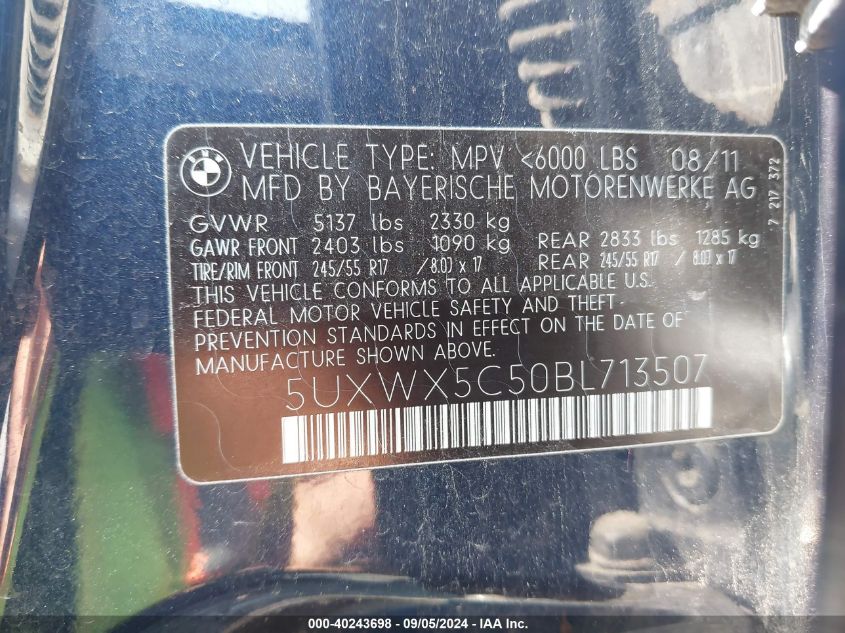 BMW
VEHICLE TYPE: MPV <6000 LBS 08/11
MFD BY BAYERISCHE MOTORENWERKE AG
GVWR 5137 lbs 2330 kg
GAWR FRONT 2403 lbs 1090 kg REAR 2833 lbs 1285 kg
TIRE/RIM FRONT 245/55 R17 / 8.0J x 17 REAR 245/55 R17 / 8.0J x 17
THIS VEHICLE CONFORMS TO ALL APPLICABLE U.S.
FEDERAL MOTOR VEHICLE SAFETY AND THEFT-
PREVENTION STANDARDS IN EFFECT ON THE DATE OF
MANUFACTURE SHOWN ABOVE.
5UXWX5C50BL713507
7 217 372
000-40243698 - 09/05/2024 - IAA Inc.